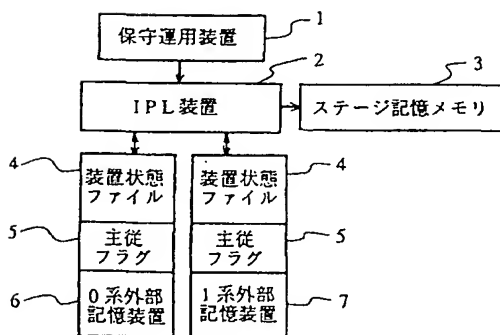 保守運用装置
1
IPL装置
2
ステージ記憶メモリ
3
4
装置状態
ファイル
5
主従
フラグ
6
0系外部
記憶装置
装置状態
ファイル
4
主従
フラグ
5
1系外部
記憶装置
7